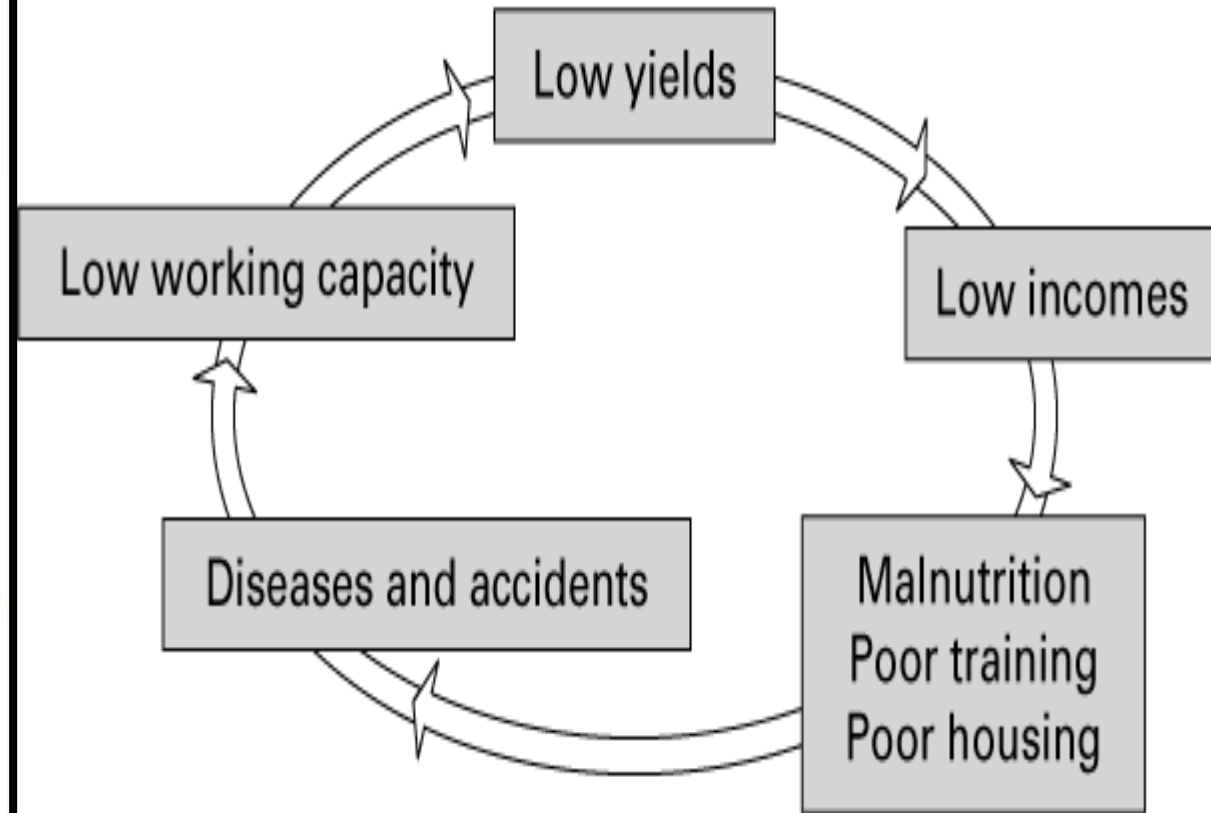 Low yields
Low incomes
Malnutrition
Poor training
Poor housing
Diseases and accidents
Low working capacity